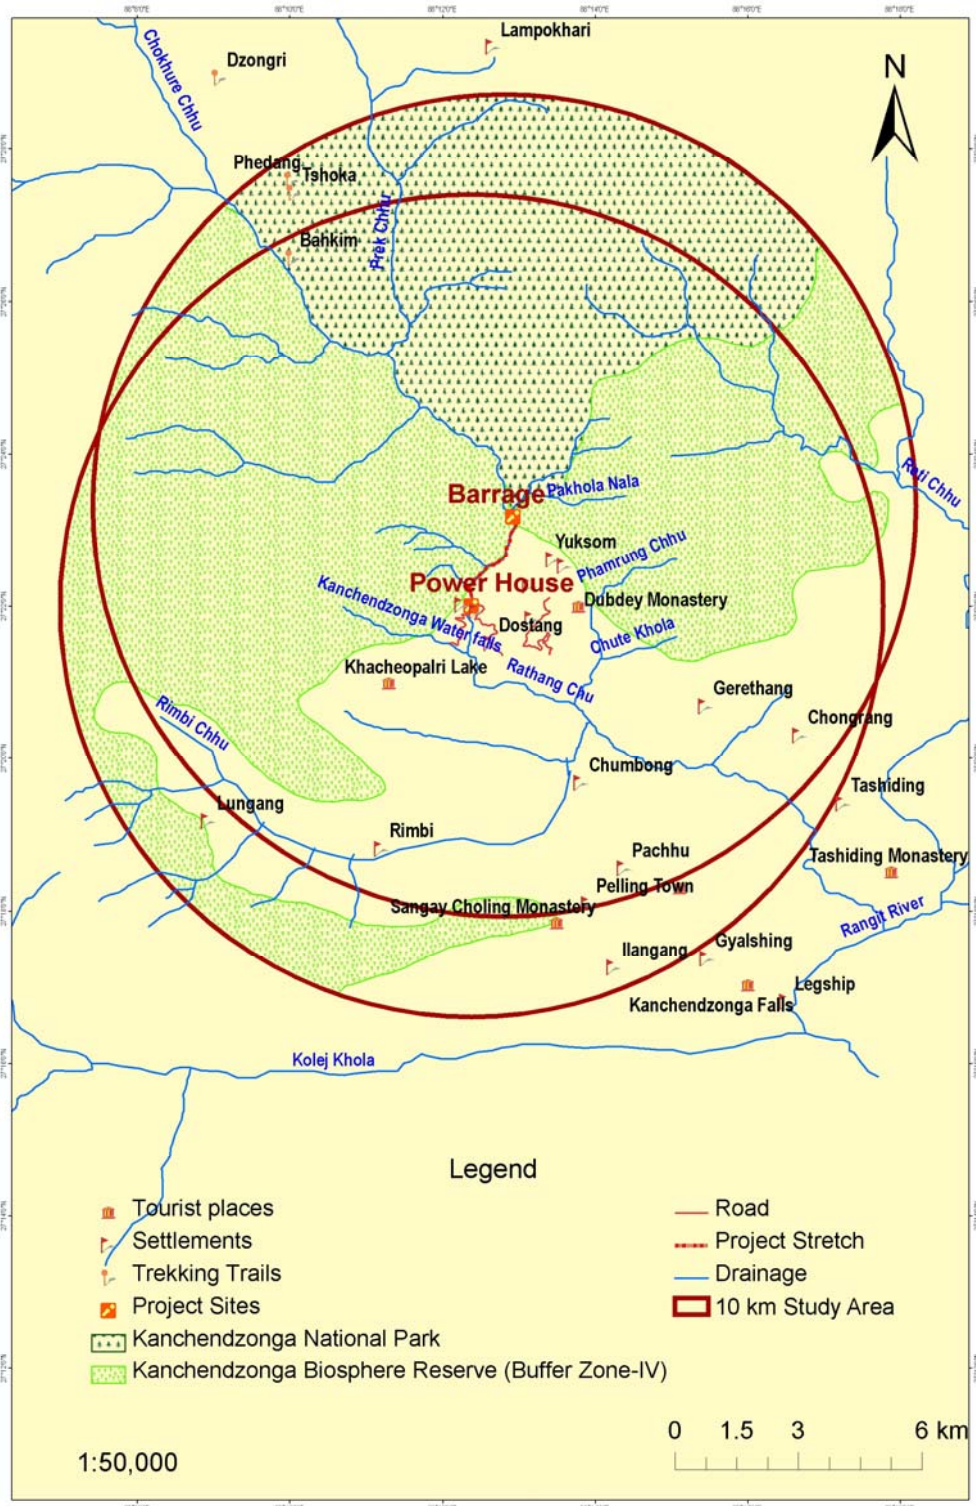 Lampokhari
Dzongri
Chokhure Chhu
N
Phedang
Tshoka
Prek Chhu
Bahkim
Rati Chhu
Barrage
Pakhola Nala
Yuksom
Phamrung Chhu
Power House
Kanchendzonga Water falls
Dubdey Monastery
Dostang
Chute Khola
Khacheopalri Lake
Rathang Chu
Gerethang
Rimbi Chhu
Chongrang
Chumbong
Tashiding
Lungang
Rimbi
Pachhu
Tashiding Monastery
Pelling Town
Sangay Choling Monastery
Rangit River
Ilangang
Gyalshing
Legship
Kanchendzonga Falls
Kolej Khola
Legend
Tourist places
Settlements
Trekking Trails
Project Sites
Kanchendzonga National Park
Kanchendzonga Biosphere Reserve (Buffer Zone-IV)
Road
Project Stretch
Drainage
10 km Study Area
0 1.5 3 6 km
1:50,000